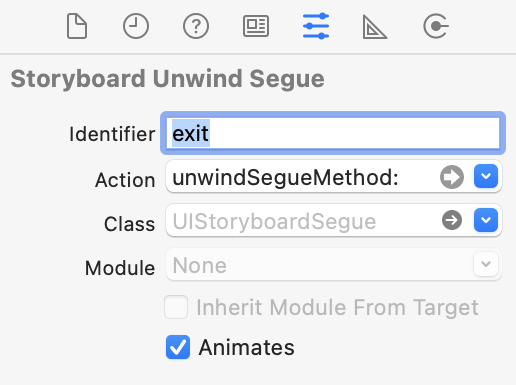 Storyboard Unwind Segue
Identifier exit
Action unwindSegueMethod:
Class UIStoryboardSegue
Module None
Inherit Module From Target
Animates